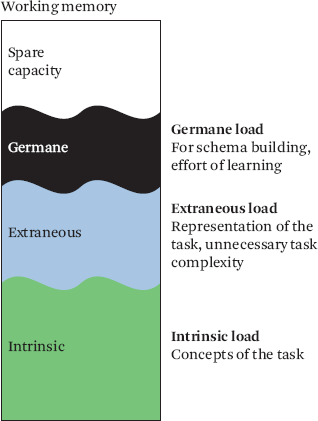 Working memory
Spare
capacity
Germane
Germane load
For schema building,
effort of learning
Extraneous
Extraneous load
Representation of the
task, unnecessary task
complexity
Intrinsic
Intrinsic load
Concepts of the task